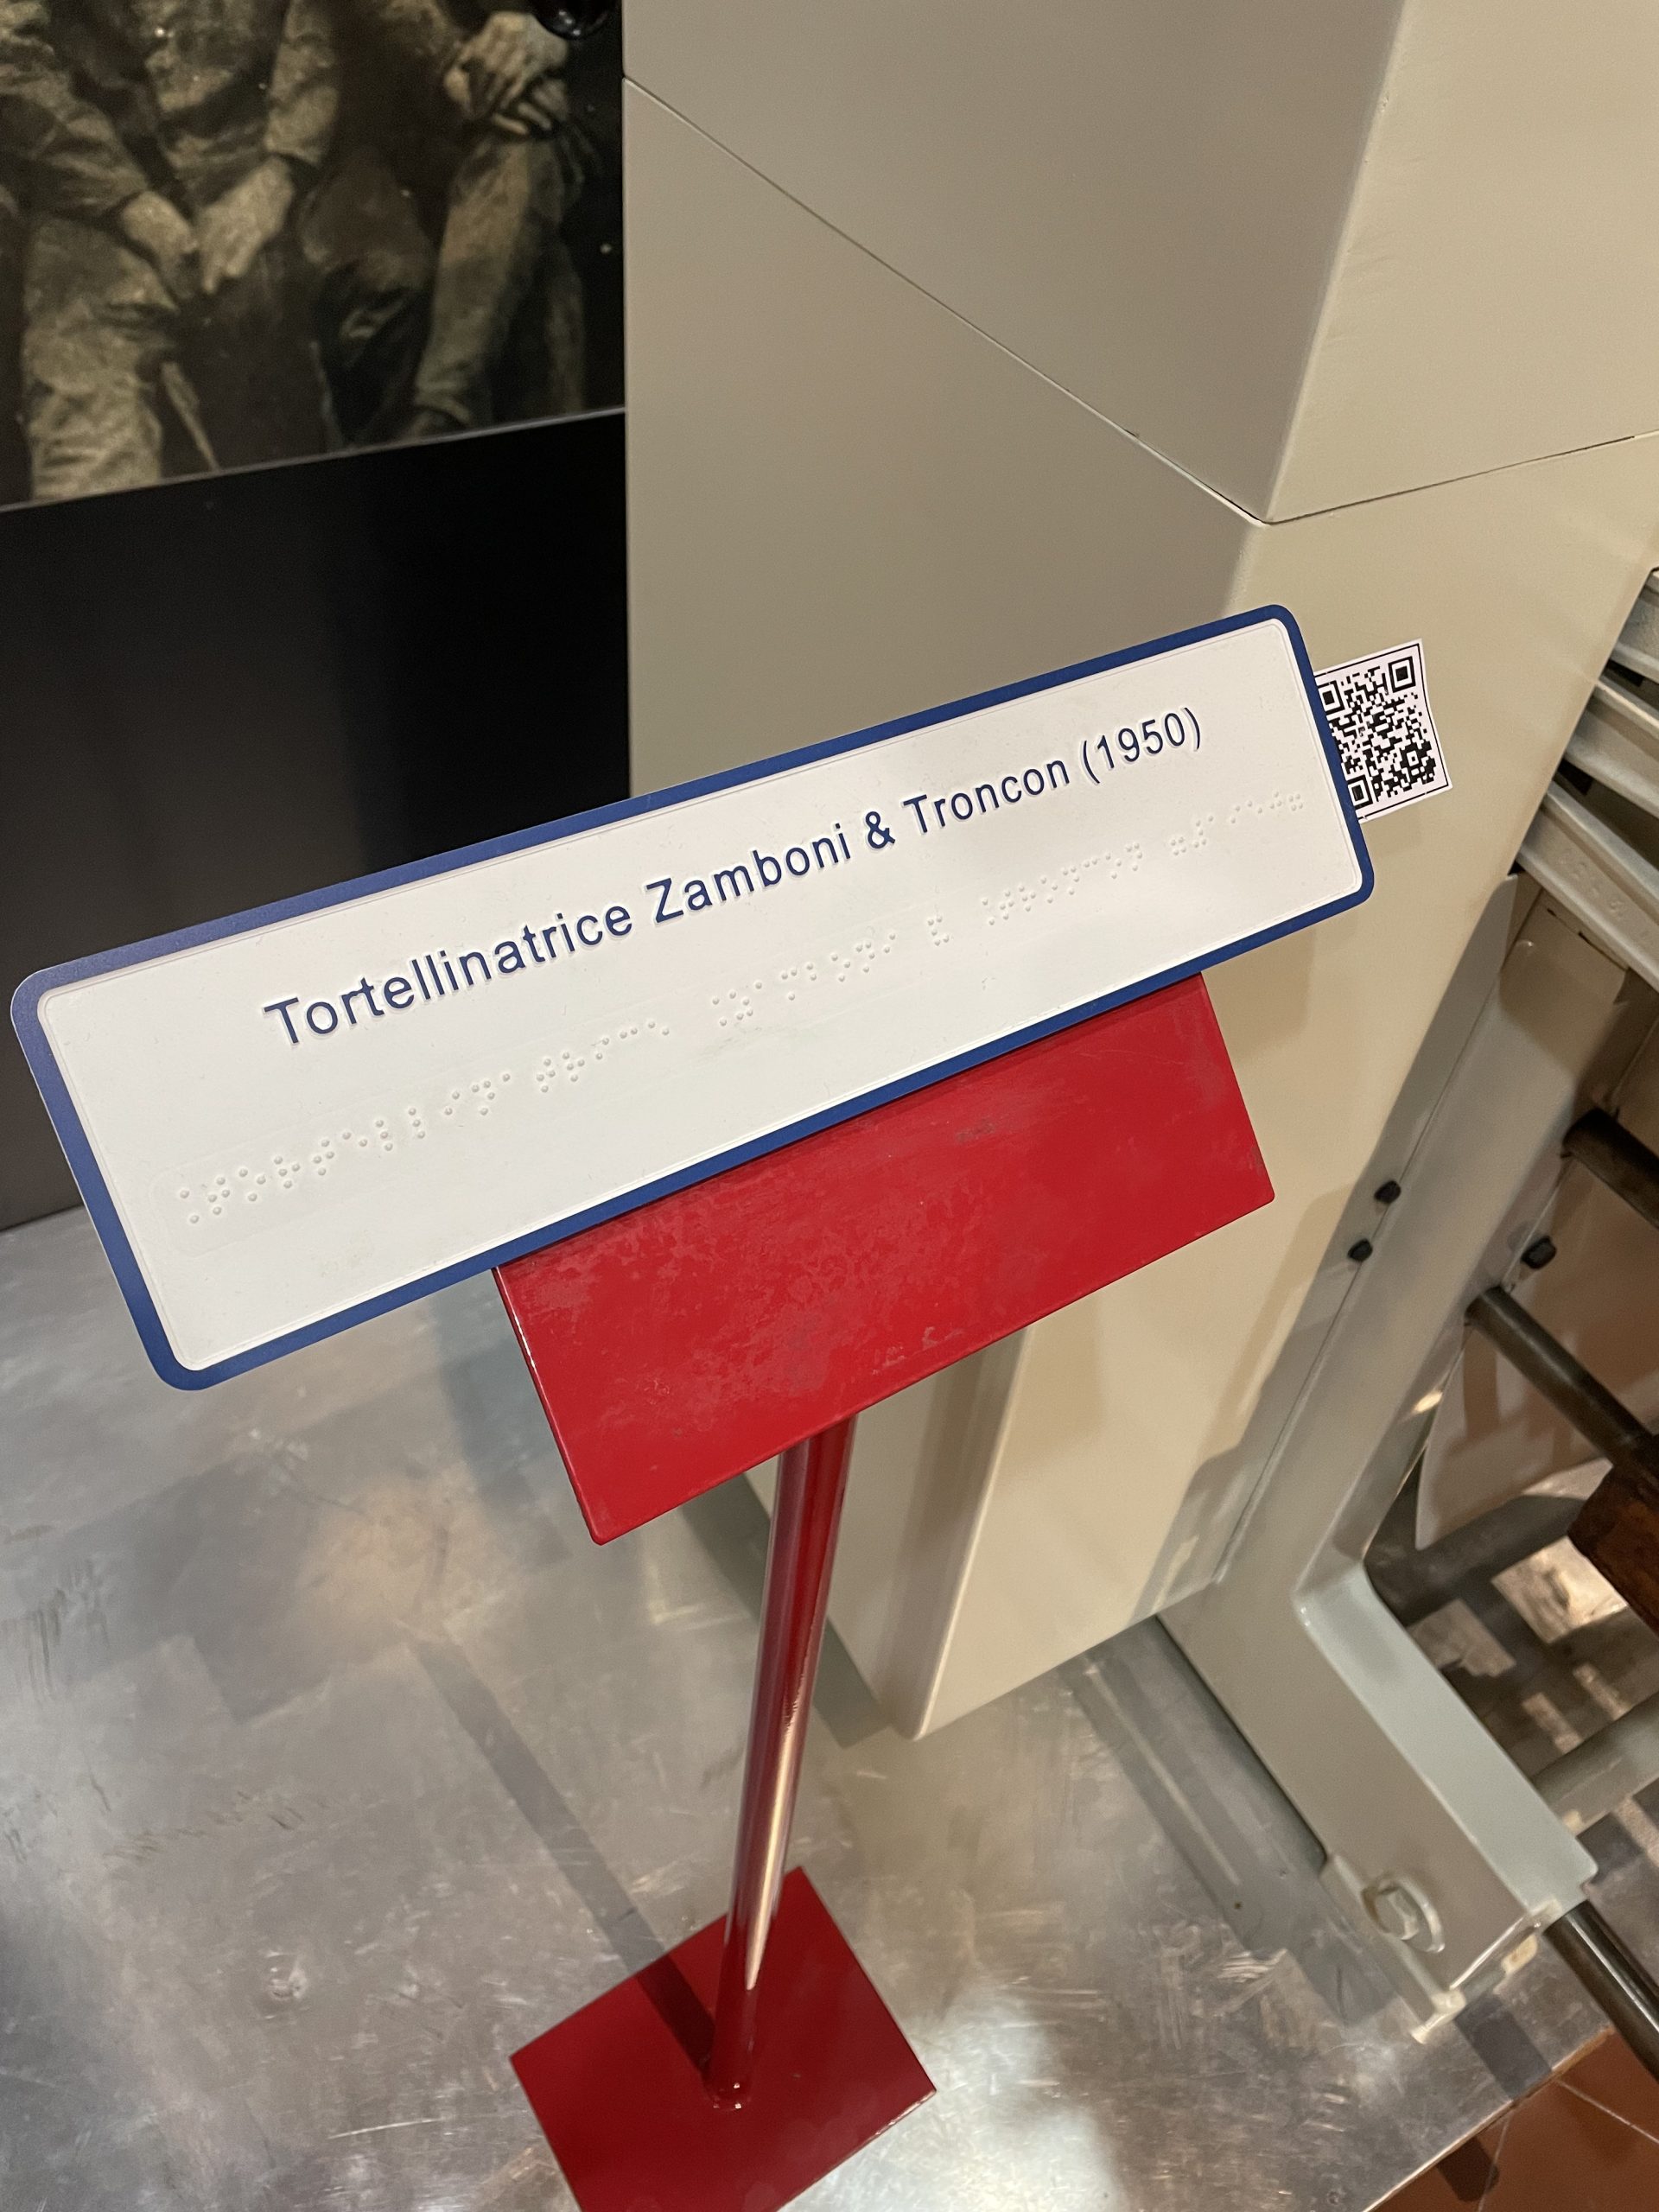 Tortellinatrice Zamboni & Troncon (1950)